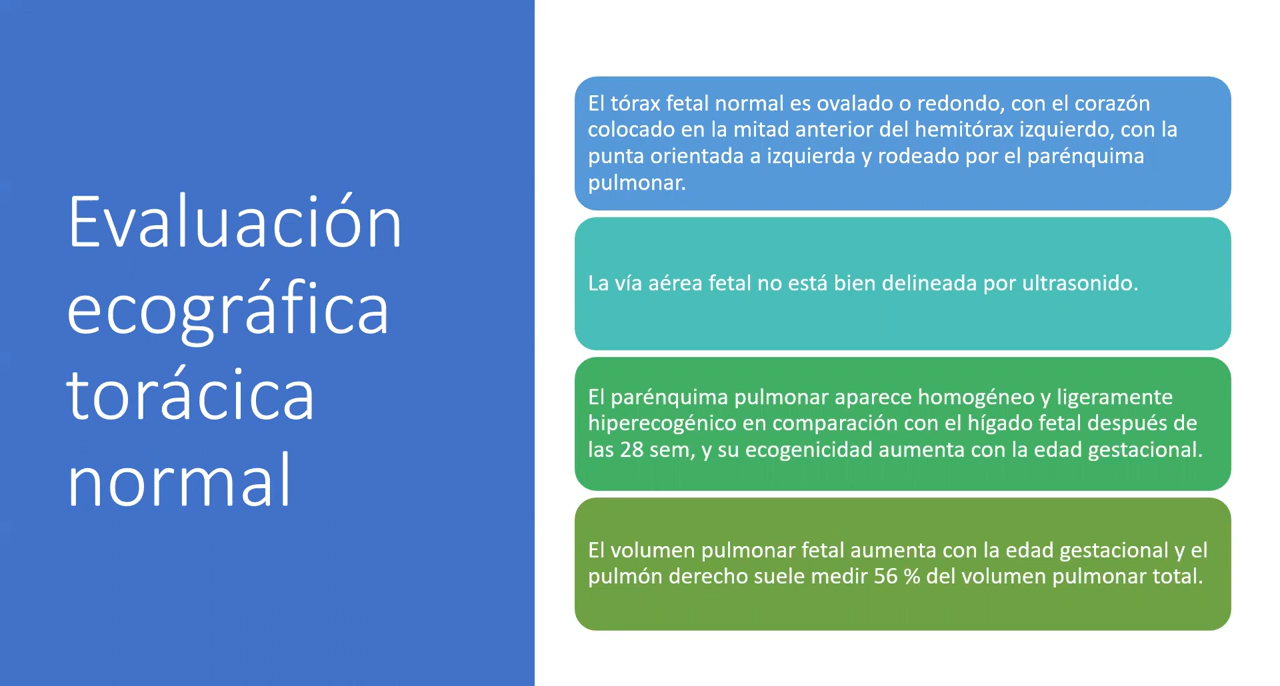 Evaluación
ecográfica
torácica
normal
El tórax fetal normal es ovalado o redondo, con el corazón
colocado en la mitad anterior del hemitórax izquierdo, con la
punta orientada a izquierda y rodeado por el parénquima
pulmonar.
La vía aérea fetal no está bien delineada por ultrasonido.
El parénquima pulmonar aparece homogéneo y ligeramente
hiperecogénico en comparación con el hígado fetal después de
las 28 sem, y su ecogenicidad aumenta con la edad gestacional.
El volumen pulmonar fetal aumenta con la edad gestacional y el
pulmón derecho suele medir 56 % del volumen pulmonar total.